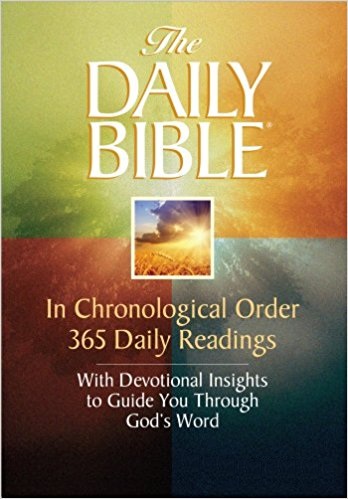 The
DAILY
BIBLE®
In Chronological Order
365 Daily Readings
With Devotional Insights
to Guide You Through
God's Word